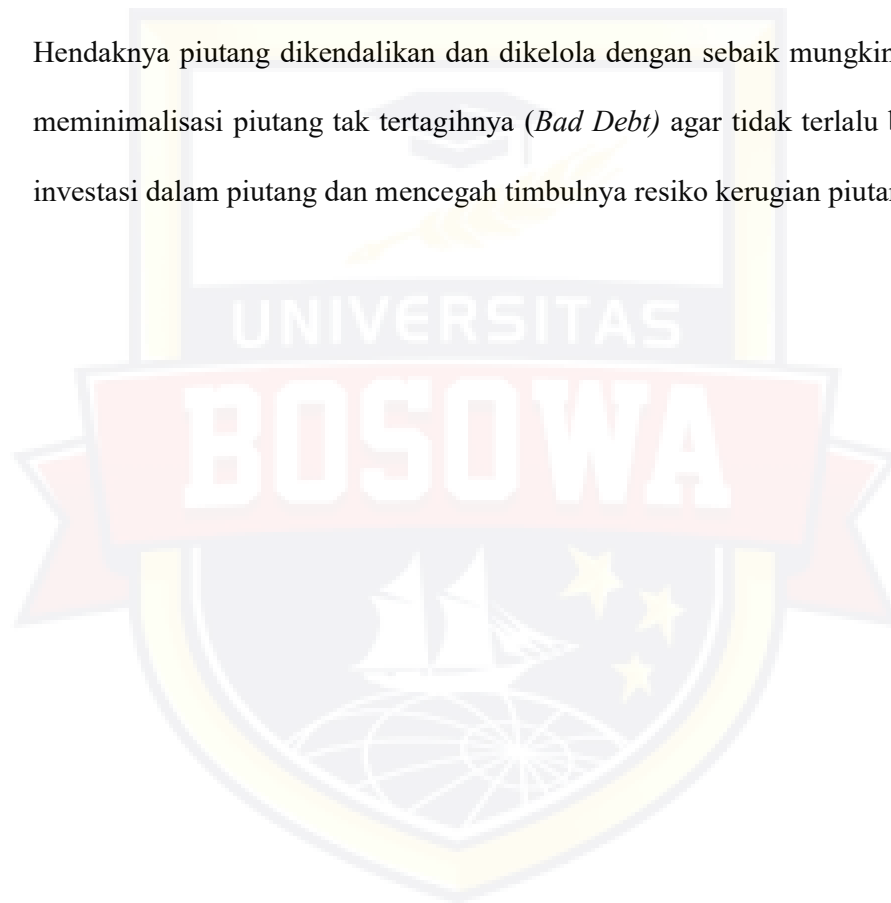 Hendaknya piutang dikendalikan dan dikelola dengan sebaik mungkin
meminimalisasi piutang tak tertagihnya (Bad Debt) agar tidak terlalu
investasi dalam piutang dan mencegah timbulnya resiko kerugian
UNIVERSITAS
BOSOWA